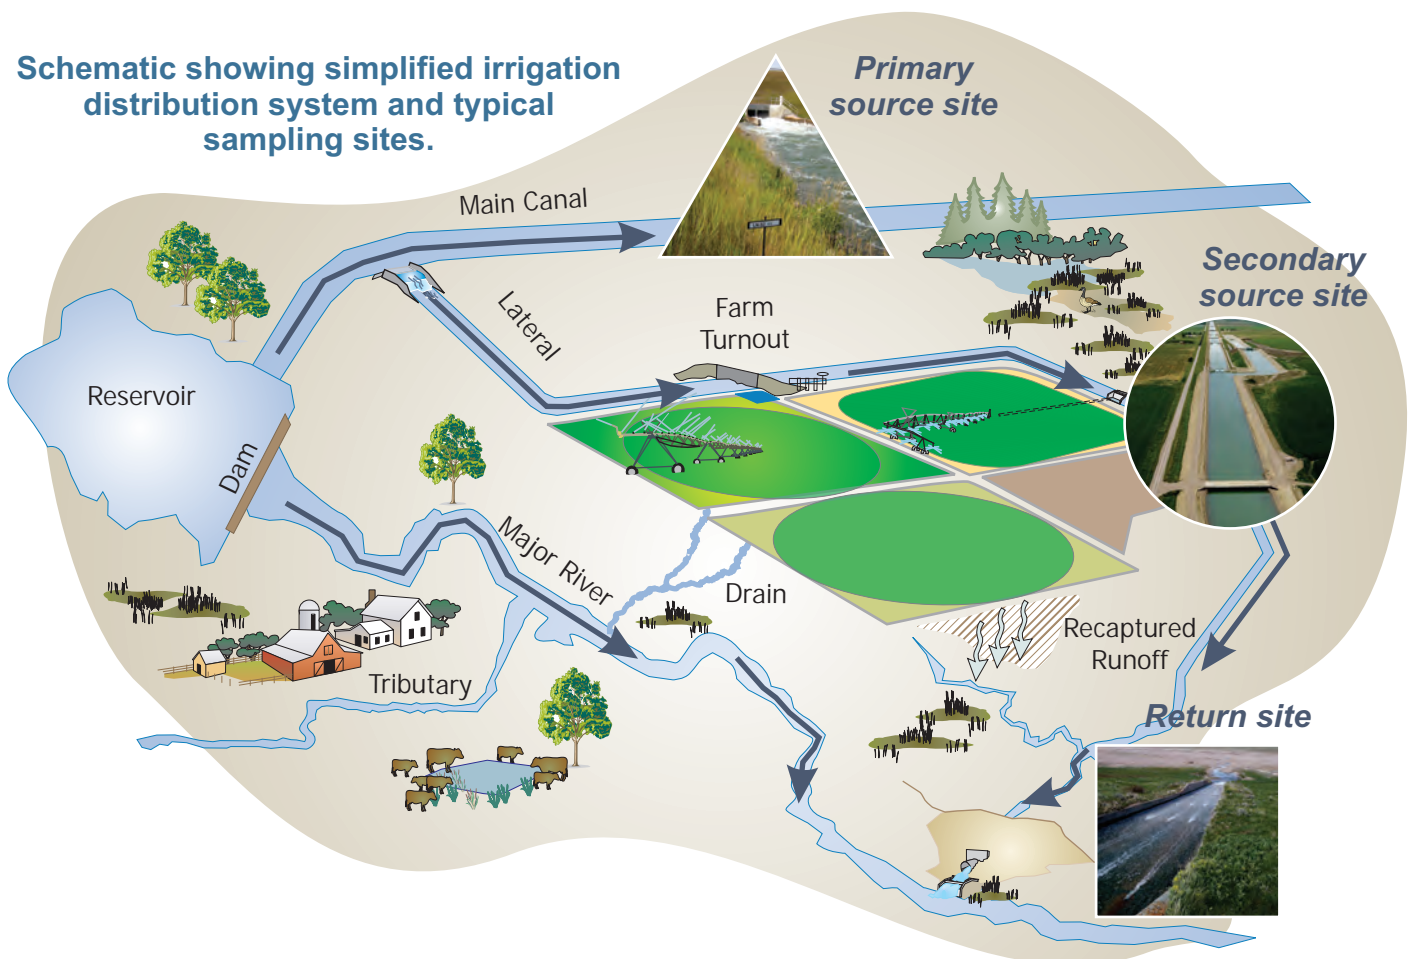 Schematic showing simplified irrigation
distribution system and typical
sampling sites.
Primary
source site
Main Canal
Secondary
source site
Lateral
Farm
Turnout
Reservoir
Dam
Major River
Drain
Recaptured
Runoff
Tributary
Return site